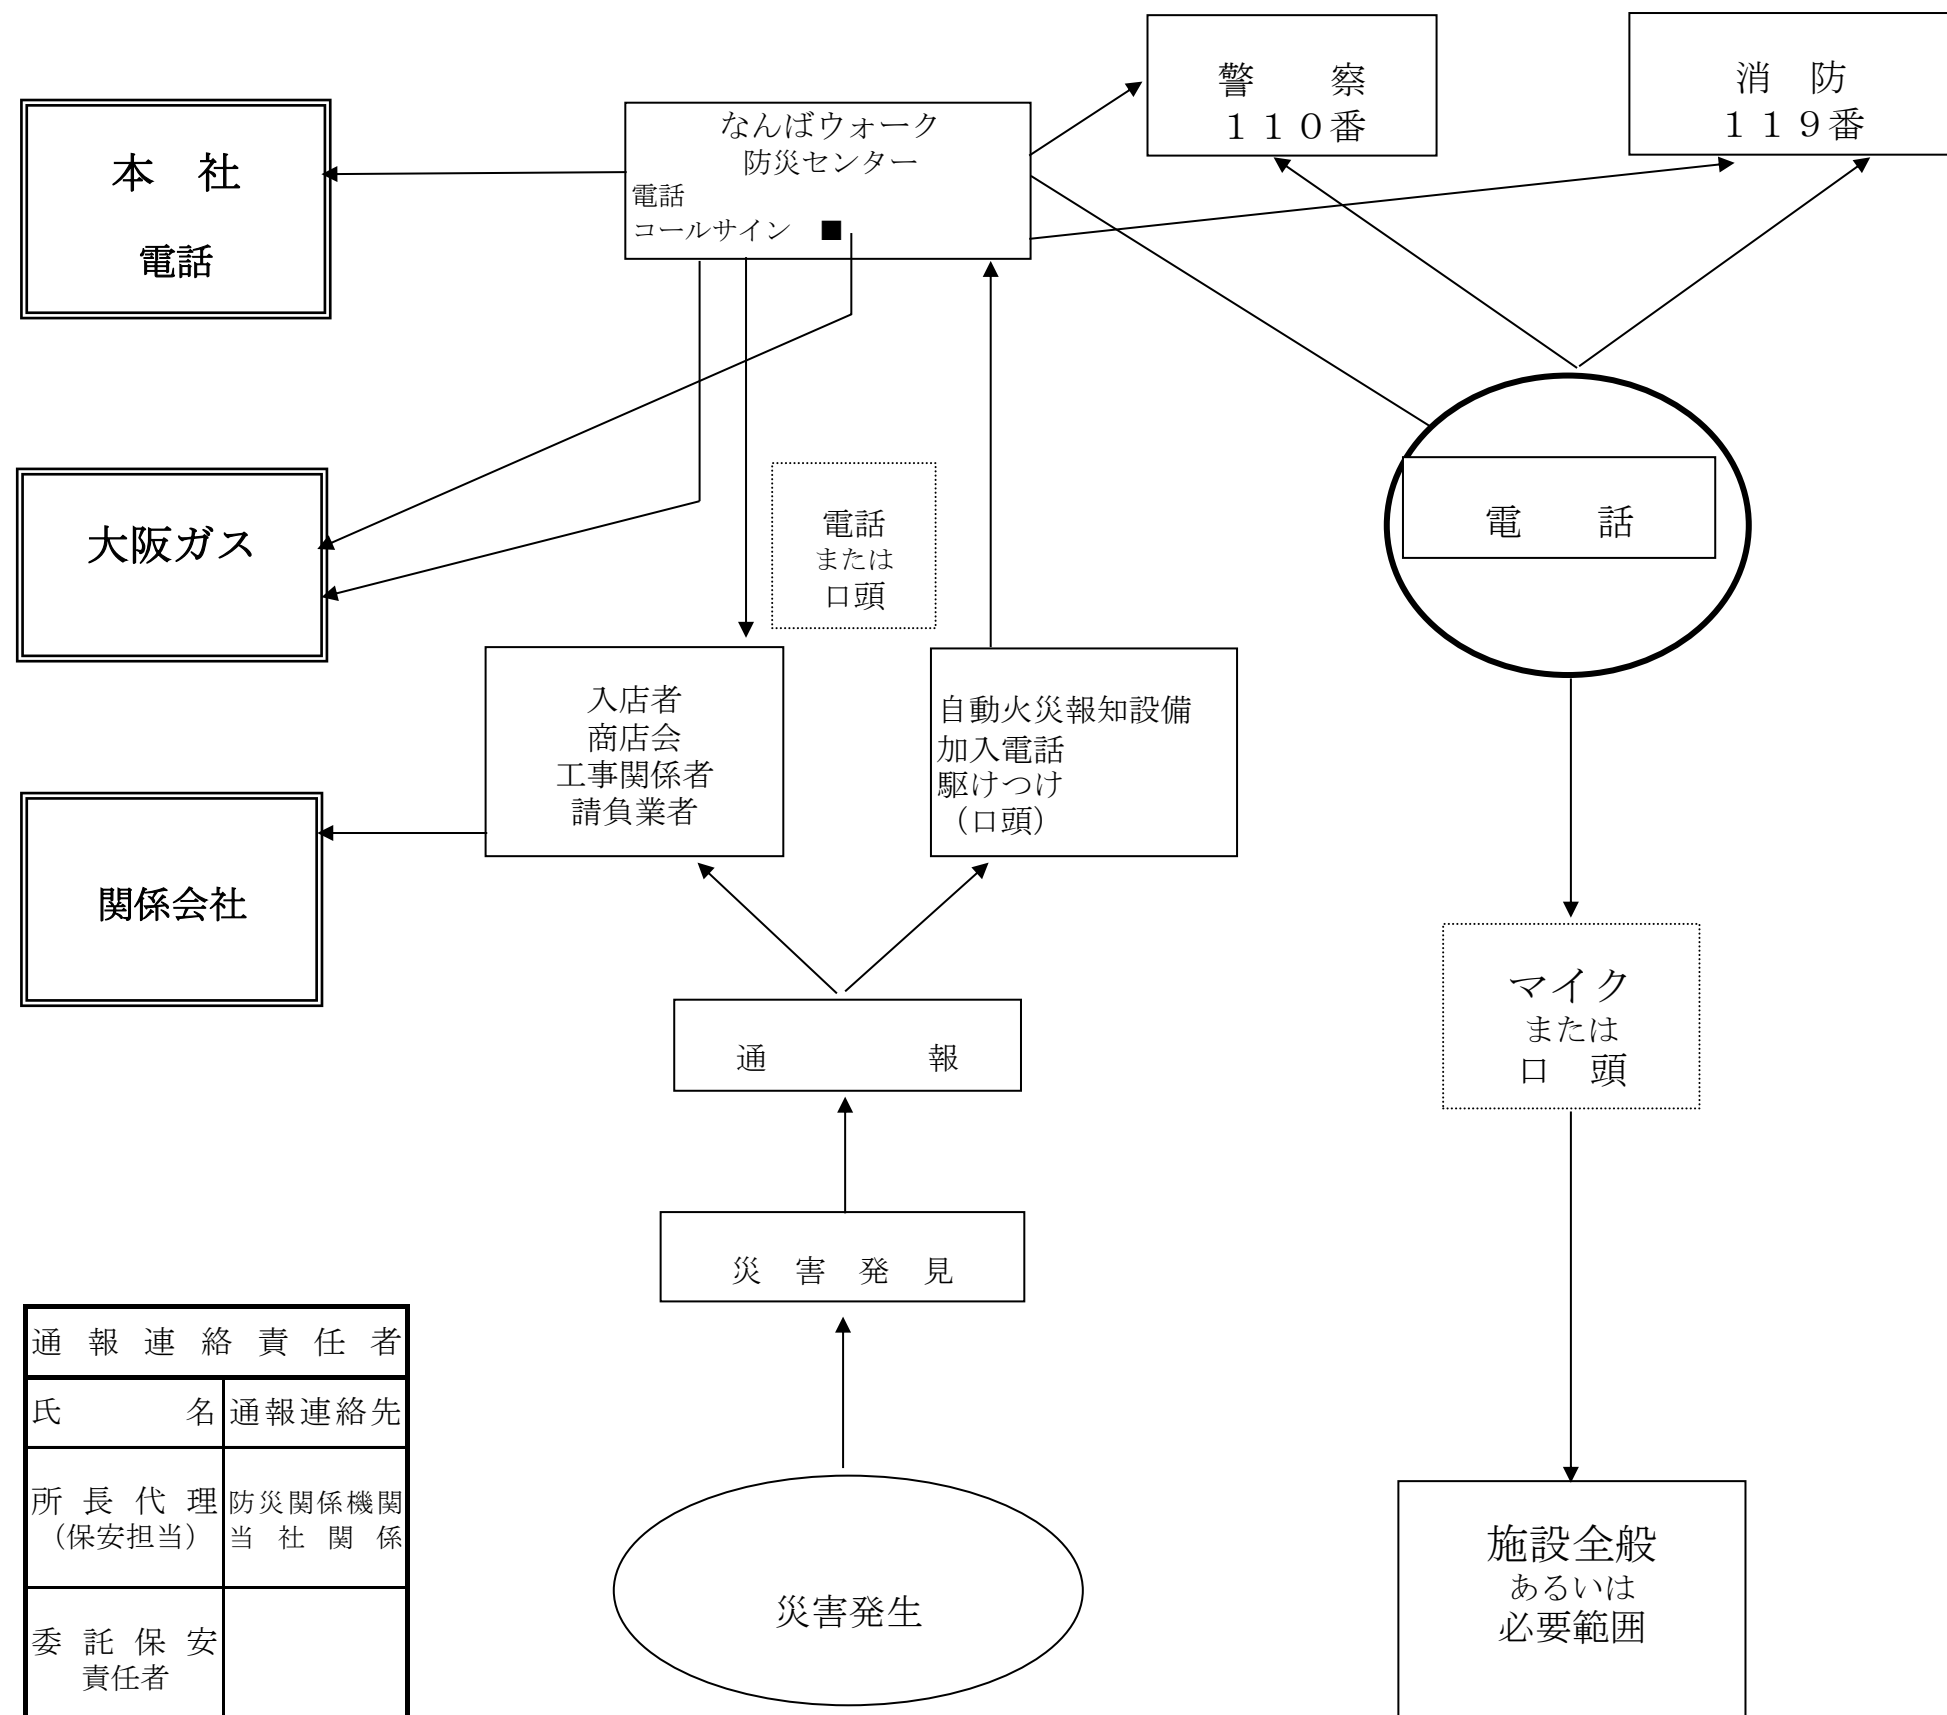 警　察
１１０番
消　防
１１９番
なんばウォーク
防災センター
電話
コールサイン　■
本　社
電話
大阪ガス
電話
または
口頭
電　話
入店者
商店会
工事関係者
請負業者
自動火災報知設備
加入電話
駆けつけ
（口頭）
関係会社
マイク
または
口　頭
通　報
災　害　発　見
通　報　連　絡　責　任　者
氏　名　通報連絡先
所　長　代　理　防災関係機関
（保安担当）　当　社　関　係
委　託　保　安
責任者
災害発生
施設全般
あるいは
必要範囲